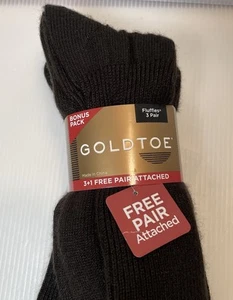 BONUS
PACK
Fluffies®
3 Pair
GOLDTOE®
3+1 FREE PAIR ATTACHED
FREE
PAIR
Attached